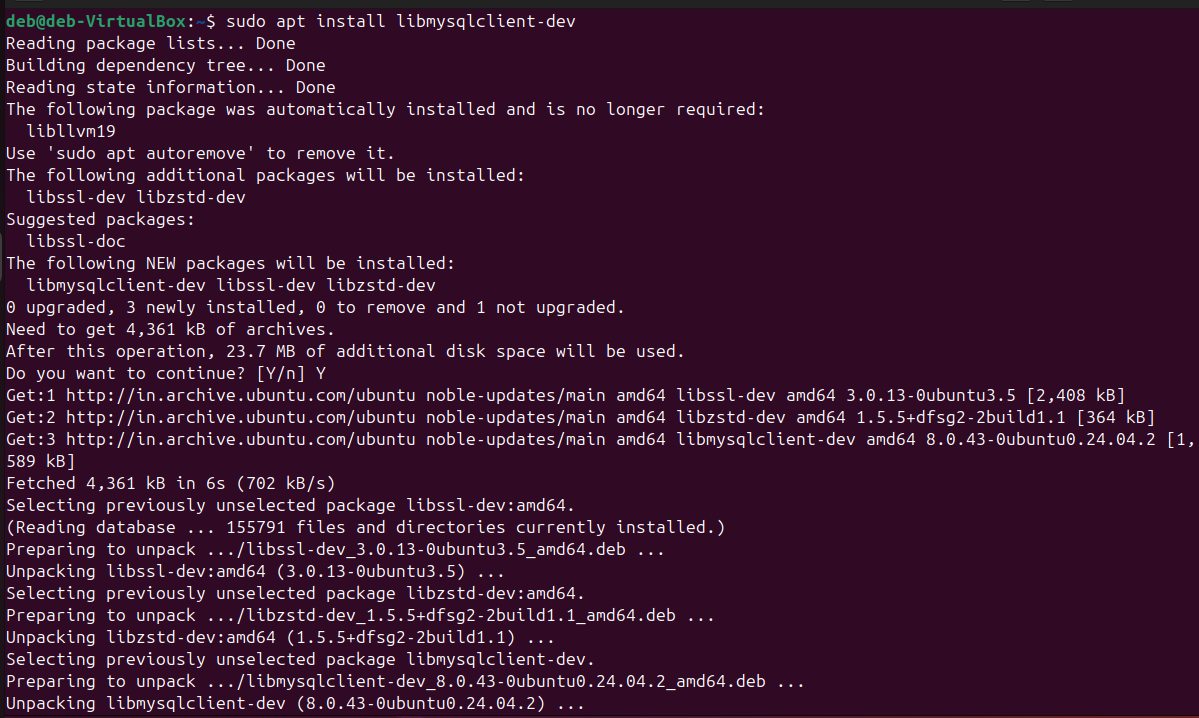 deb@deb-VirtualBox:~$ sudo apt install libmysqlclient-dev
Reading package lists... Done
Building dependency tree... Done
Reading state information... Done
The following package was automatically installed and is no longer required:
  libllvm19
Use 'sudo apt autoremove' to remove it.
The following additional packages will be installed:
  libssl-dev libzstd-dev
Suggested packages:
  libssl-doc
The following NEW packages will be installed:
  libmysqlclient-dev libssl-dev libzstd-dev
0 upgraded, 3 newly installed, 0 to remove and 1 not upgraded.
Need to get 4,361 kB of archives.
After this operation, 23.7 MB of additional disk space will be used.
Do you want to continue? [Y/n] Y
Get:1 http://in.archive.ubuntu.com/ubuntu noble-updates/main amd64 libssl-dev amd64 3.0.13-0ubuntu3.5 [2,408 kB]
Get:2 http://in.archive.ubuntu.com/ubuntu noble-updates/main amd64 libzstd-dev amd64 1.5.5+dfsg2-2build1.1 [364 kB]
Get:3 http://in.archive.ubuntu.com/ubuntu noble-updates/main amd64 libmysqlclient-dev amd64 8.0.43-0ubuntu0.24.04.2 [1,
589 kB]
Fetched 4,361 kB in 6s (702 kB/s)
Selecting previously unselected package libssl-dev:amd64.
(Reading database ... 155791 files and directories currently installed.)
Preparing to unpack .../libssl-dev_3.0.13-0ubuntu3.5_amd64.deb ...
Unpacking libssl-dev:amd64 (3.0.13-0ubuntu3.5) ...
Selecting previously unselected package libzstd-dev:amd64.
Preparing to unpack .../libzstd-dev_1.5.5+dfsg2-2build1.1_amd64.deb ...
Unpacking libzstd-dev:amd64 (1.5.5+dfsg2-2build1.1) ...
Selecting previously unselected package libmysqlclient-dev.
Preparing to unpack .../libmysqlclient-dev_8.0.43-0ubuntu0.24.04.2_amd64.deb ...
Unpacking libmysqlclient-dev (8.0.43-0ubuntu0.24.04.2) ...